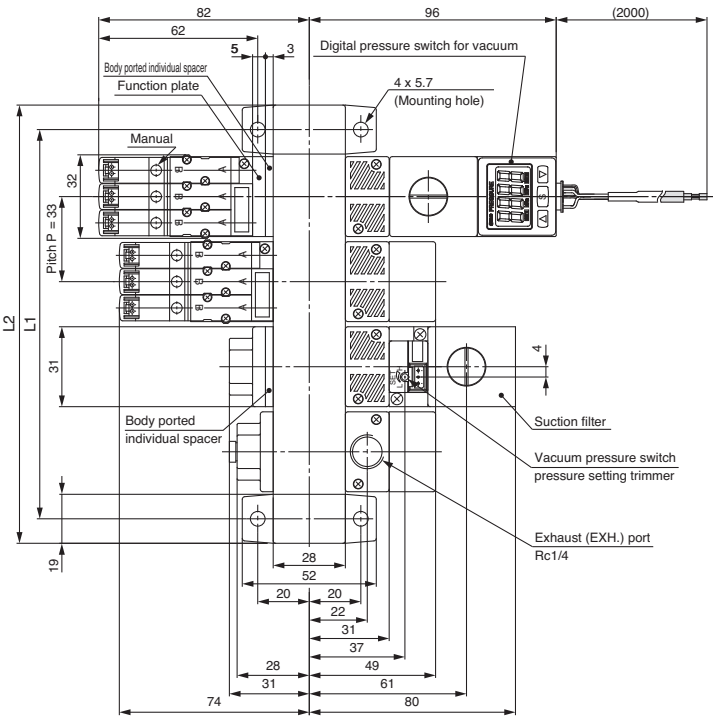 82
96
(2000)
62
5
3
Digital pressure switch for vacuum
Body ported individual spacer
Function plate
4 x 5.7
(Mounting hole)
Manual
32
Pitch P = 33
L2
L1
31
19
B
A
B
A
B
A
B
A
PRESSURE
S
4
SET
Body ported
individual spacer
Suction filter
Vacuum pressure switch
pressure setting trimmer
Exhaust (EXH.) port
Rc1/4
28
52
20
20
22
31
37
28
49
31
61
74
80